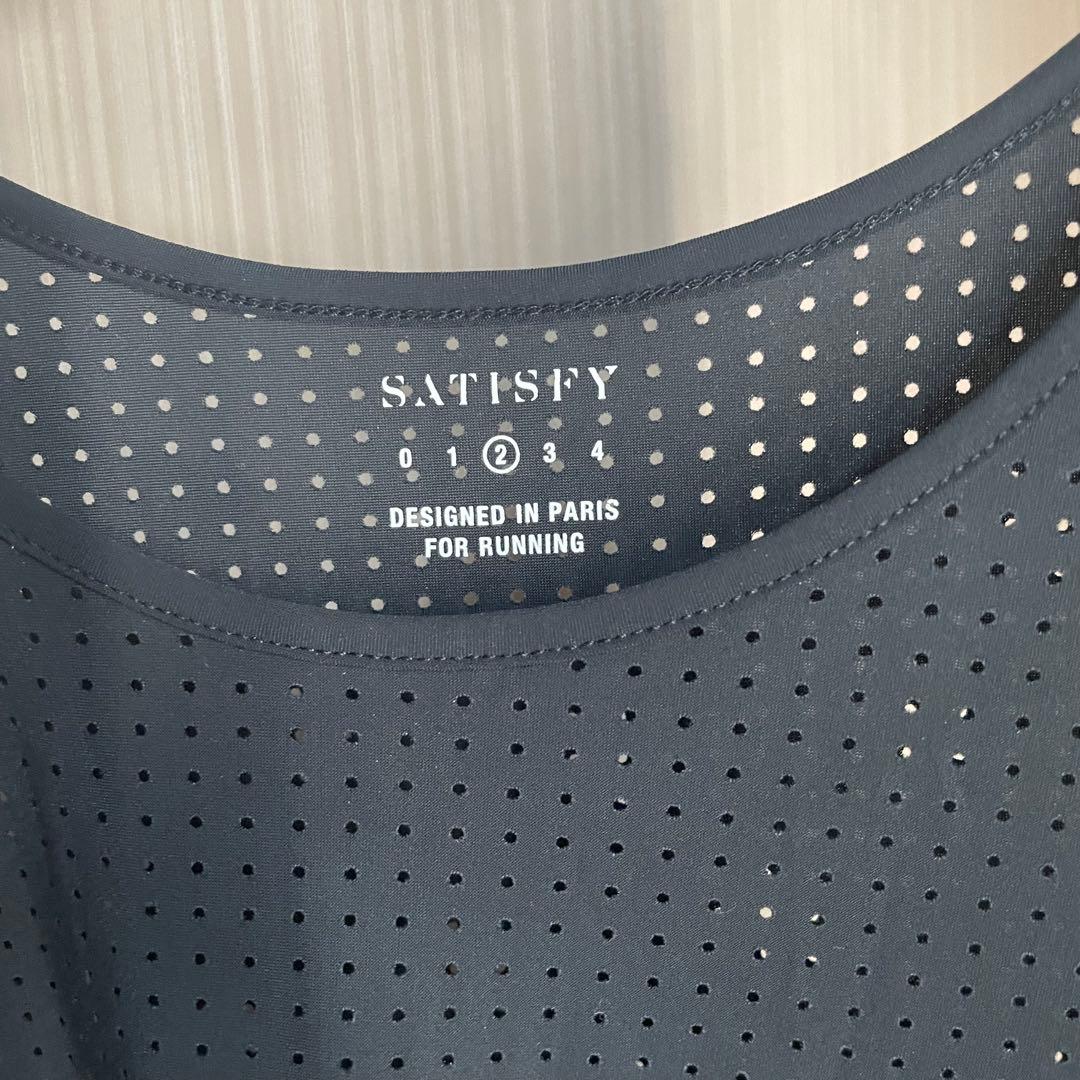 SATISFY
0 1 2 3 4
DESIGNED IN PARIS
FOR RUNNING